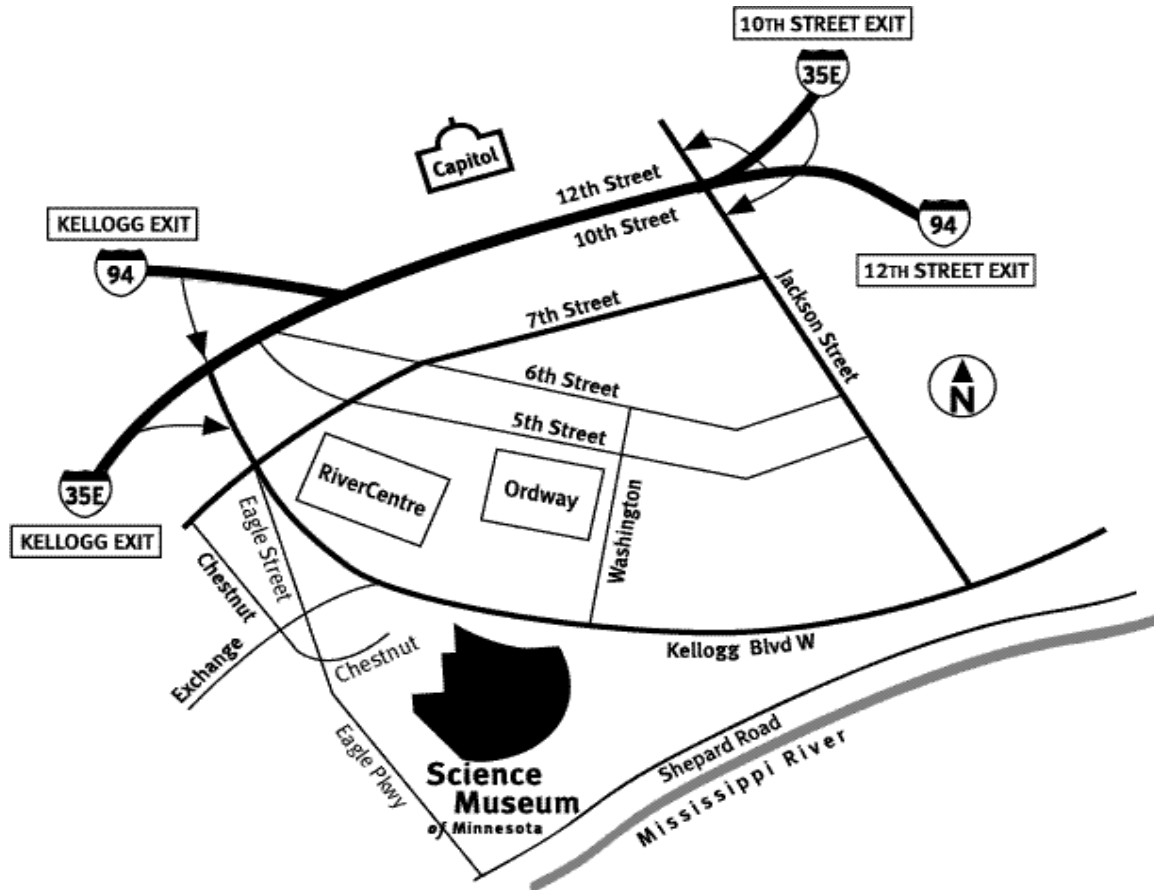 10TH STREET EXIT
35E
Capitol
12th Street
10th Street
KELLOGG EXIT
94
94
12TH STREET EXIT
7th Street
Jackson Street
6th Street
5th Street
N
35E
KELLOGG EXIT
RiverCentre
Ordway
Washington
Eagle Street
Chestnut
Exchange
Chestnut
Kellogg Blvd W
Eagle Pkwy
Shepard Road
Mississippi River
Science
Museum
of Minnesota